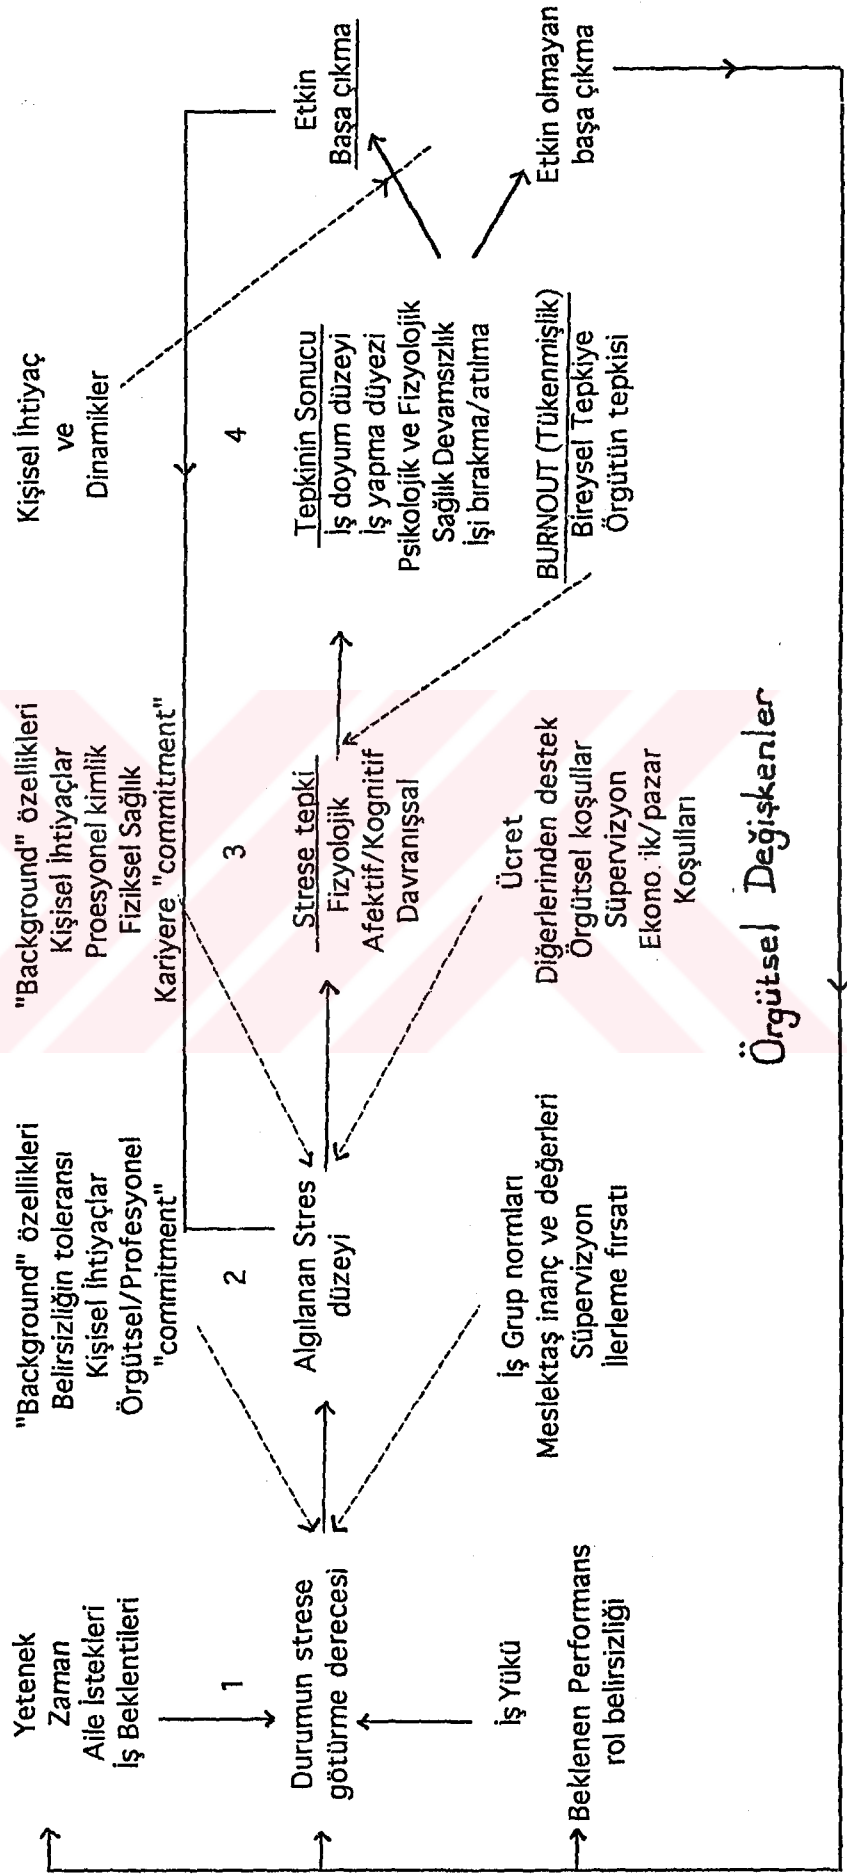 Yetenek
Zaman
Aile İstekleri
İş Beklentileri
1
Durumun strese
götürme derecesi
İş Yükü
Beklenen Performans
rol belirsizliği
"Background" özellikleri
Belirsizliğin toleransı
Kişisel İhtiyaçlar
Örgütsel/Profesyonel
"commitment"
2
Algılanan Stres
düzeyi
İş Grup normları
Meslektaş inanç ve değerleri
Süpervizyon
İlerleme fırsatı
"Background" özellikleri
Kişisel İhtiyaçlar
Proesyonel kimlik
Fiziksel Sağlık
Kariyere "commitment"
3
Strese tepki
Fizyolojik
Afektif/Kognitif
Davranışsal
Ücret
Diğerlerinden destek
Örgütsel koşullar
Süpervizyon
Ekono. ik/pazar
Koşulları
Kişisel İhtiyaç
ve
Dinamikler
4
Tepkinin Sonucu
İş doyum düzeyi
İş yapma düyezi
Psikolojik ve Fizyolojik
Sağlık Devamsızlık
İşi bırakma/atılma
BURNOUT (Tükenmişlik)
Bireysel Tepkiye
Örgütün tepkisi
Etkin
Başa çıkma
Etkin olmayan
başa çıkma
Örgütsel Değişkenler